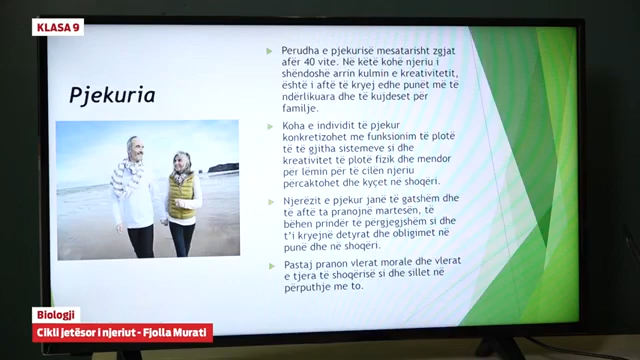 KLASA 9
Pjekuria
Perudha e pjekurisë mesatarisht zgjat
afër 40 vite. Në këtë kohë njeriu i
shëndoshë arrin kulmin e kreativitetit,
është i aftë të kryej edhe punët më të
ndërlikuara dhe të kujdeset për
familje.
Koha e individit të pjekur
konkretizohet me funksionim të plotë
të të gjitha sistemeve si dhe
kreativitet të plotë fizik dhe mendor
për lëmin për të cilën njeriu
percaktohet dhe kyçet në shoqëri.
Njerëzit e pjekur janë të gatshëm dhe
të aftë ta pranojnë martesën, të
bëhen prindër të përgjegjshëm si dhe
t'i kryejnë detyrat dhe obligimet në
punë dhe në shoqëri.
Pastaj pranon vlerat morale dhe vlerat
e tjera të shoqërisë si dhe sillet në
përputhje me to.
Biologji
Cikli jetësor i njeriut - Fjolla Murati